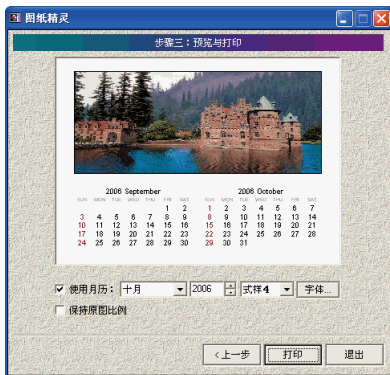 图纸精灵
步骤三：预览与打印
2006 September
SUN MON TUE WED THU FRI SAT
1 2
3 4 5 6 7 8 9
10 11 12 13 14 15 16
17 18 19 20 21 22 23
24 25 26 27 28 29 30
2006 October
SUN MON TUE WED THU FRI SAT
1 2 3 4 5 6 7
8 9 10 11 12 13 14
15 16 17 18 19 20 21
22 23 24 25 26 27 28
29 30 31
使用月历： 十月 2006 式样4 字体...
保持原图比例
<上一步 打印 退出